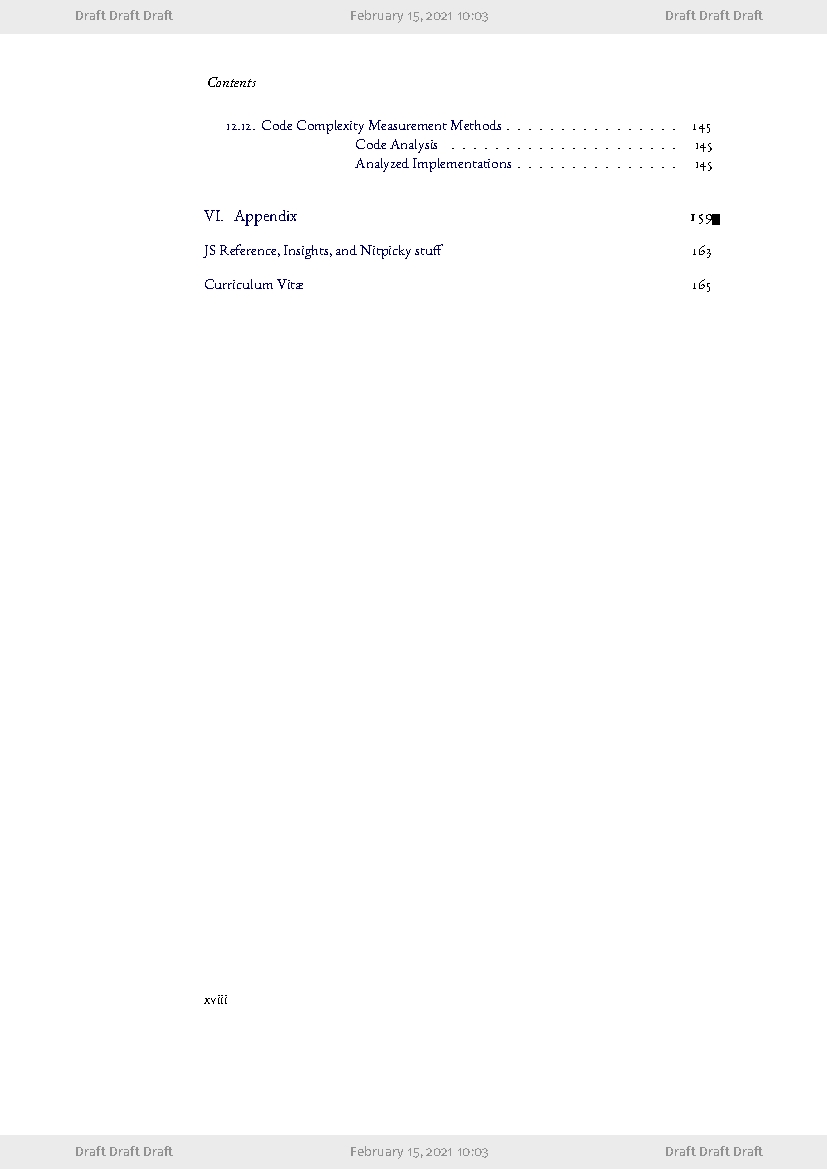 Draft Draft Draft February 15, 2021 10:03 Draft Draft Draft
Contents
12.12. Code Complexity Measurement Methods . . . . . . . . . . . . . . . . 145
Code Analysis . . . . . . . . . . . . . . . . . . . . . 145
Analyzed Implementations . . . . . . . . . . . . . . . 145
VI. Appendix 159
JS Reference, Insights, and Nitpicky stuff 163
Curriculum Vitæ 165
xviii
Draft Draft Draft February 15, 2021 10:03 Draft Draft Draft